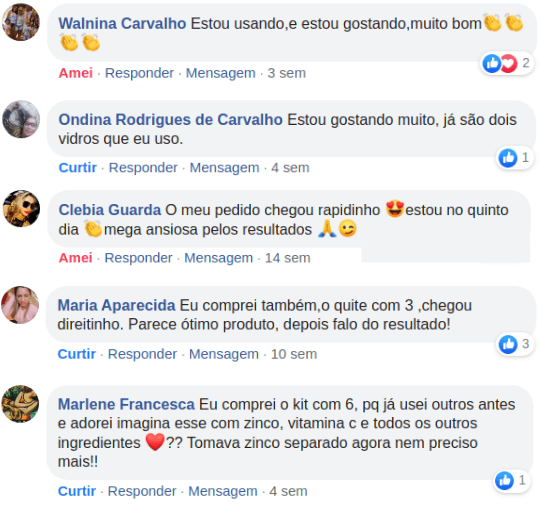 Walnina Carvalho Estou usando,e estou gostando,muito bom👏👏
👏👏
Amei · Responder · Mensagem · 3 sem
2
Ondina Rodrigues de Carvalho Estou gostando muito, já são dois
vidros que eu uso.
1
Curtir · Responder · Mensagem · 4 sem
Clebia Guarda O meu pedido chegou rapidinho 😍estou no quinto
dia 👏mega ansiosa pelos resultados 🙏😉
Amei · Responder · Mensagem · 14 sem
Maria Aparecida Eu comprei também,o quite com 3 ,chegou
direitinho. Parece ótimo produto, depois falo do resultado!
3
Curtir · Responder · Mensagem · 10 sem
Marlene Francesca Eu comprei o kit com 6, pq já usei outros antes
e adorei imagina esse com zinco, vitamina c e todos os outros
ingredientes ❤️?? Tomava zinco separado agora nem preciso
mais!!
1
Curtir · Responder · Mensagem · 4 sem